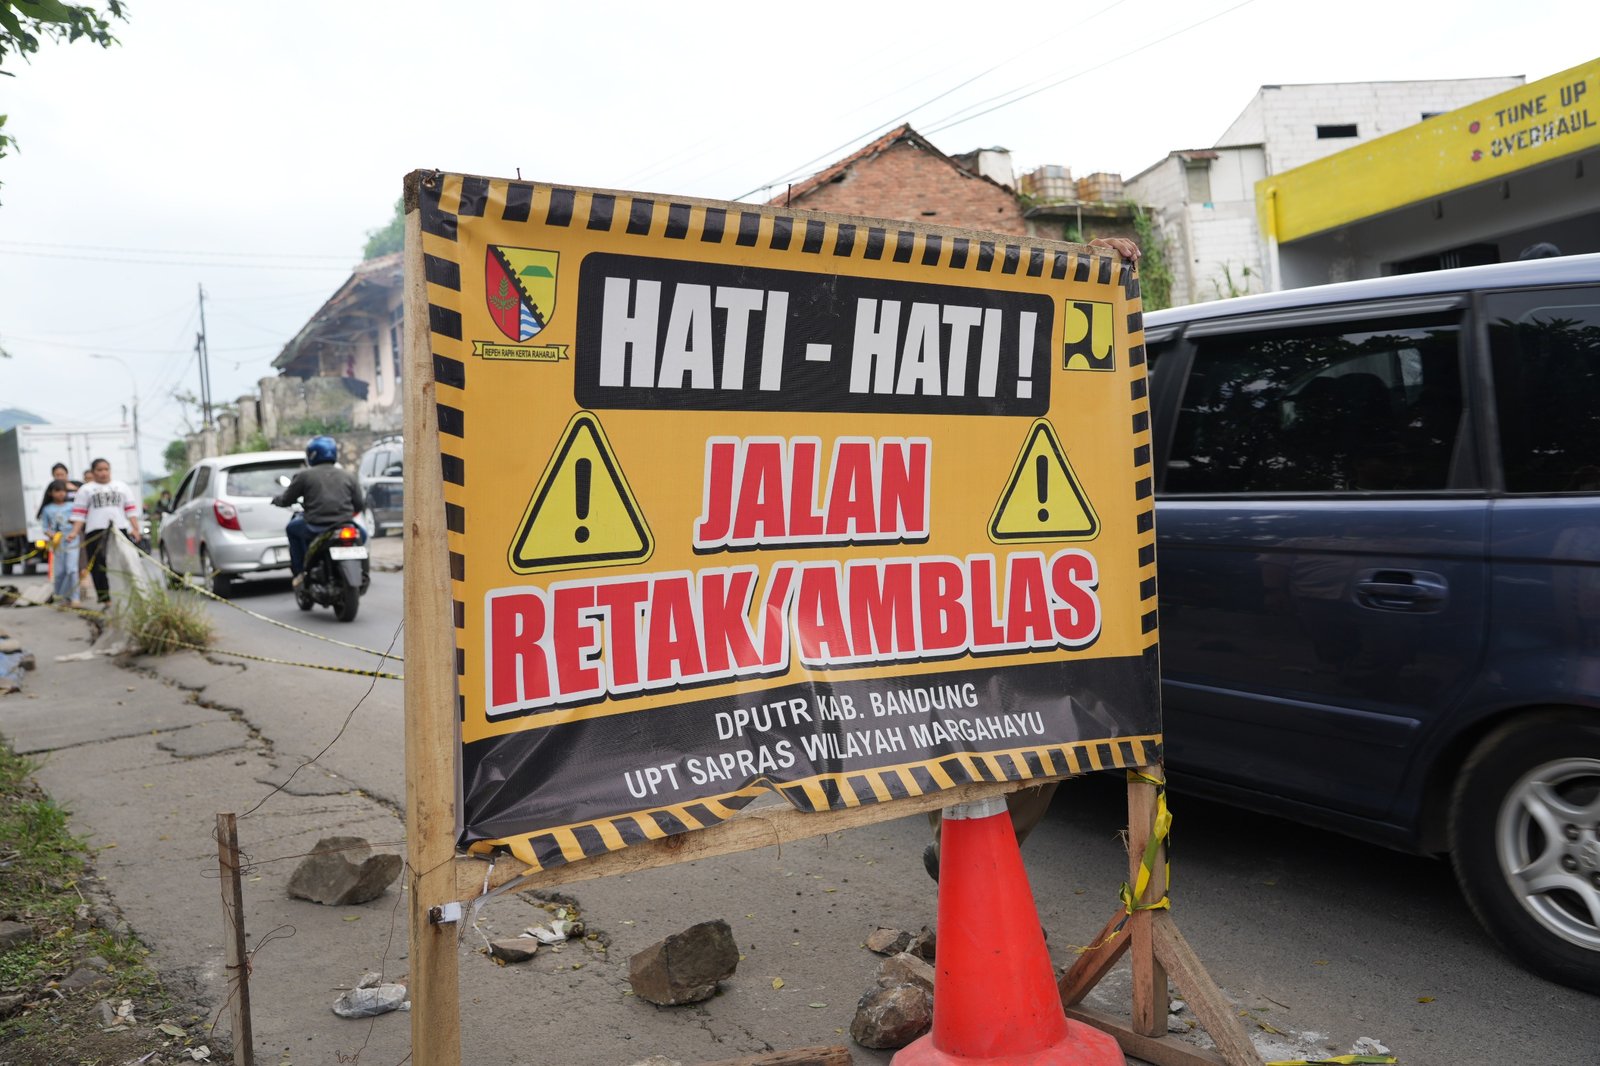 TUNE UP
OVERHAUL
HATI - HATI !
REPEH RAPIH KERTA RAHARJA
JALAN
RETAK/AMBLAS
DPUTR KAB. BANDUNG
UPT SAPRAS WILAYAH MARGAHAYU